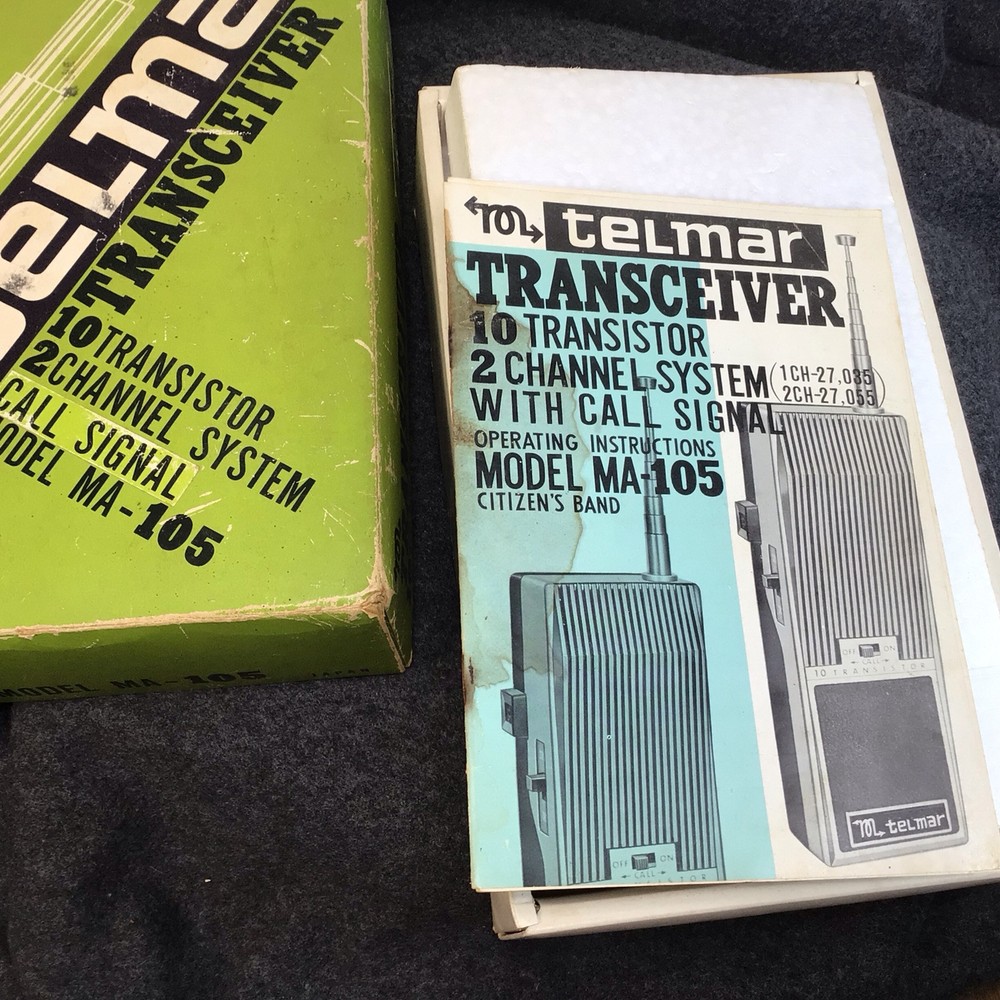 telmar
TRANSCEIVER
10 TRANSISTOR
2 CHANNEL SYSTEM
CALL SIGNAL
MODEL MA-105
MODEL MA-105 JAPAN
m telmar
TRANSCEIVER
10 TRANSISTOR
2 CHANNEL SYSTEM (1CH-27,035
2CH-27,055)
WITH CALL SIGNAL
OPERATING INSTRUCTIONS
MODEL MA-105
CITIZEN'S BAND
OFF ON
CALL
10 TRANSISTOR
m telmar
OFF ON
CALL